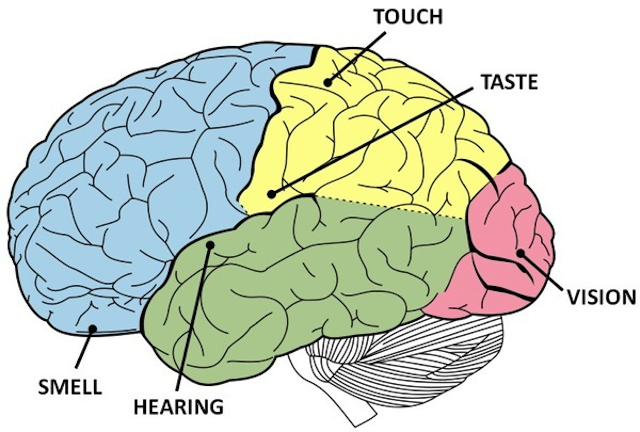 TOUCH
TASTE
VISION
SMELL
HEARING